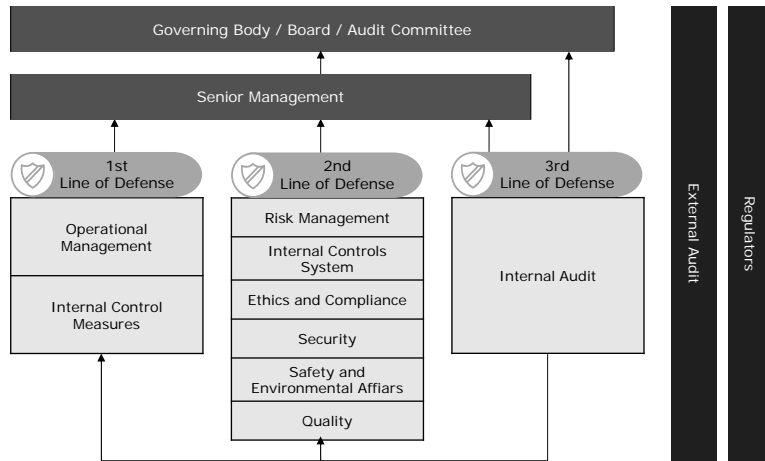 Governing Body / Board / Audit Committee
Senior Management
1st
Line of Defense
Operational
Management
Internal Control
Measures
2nd
Line of Defense
Risk Management
Internal Controls
System
Ethics and Compliance
Security
Safety and
Environmental Affiars
Quality
3rd
Line of Defense
Internal Audit
External Audit
Regulators